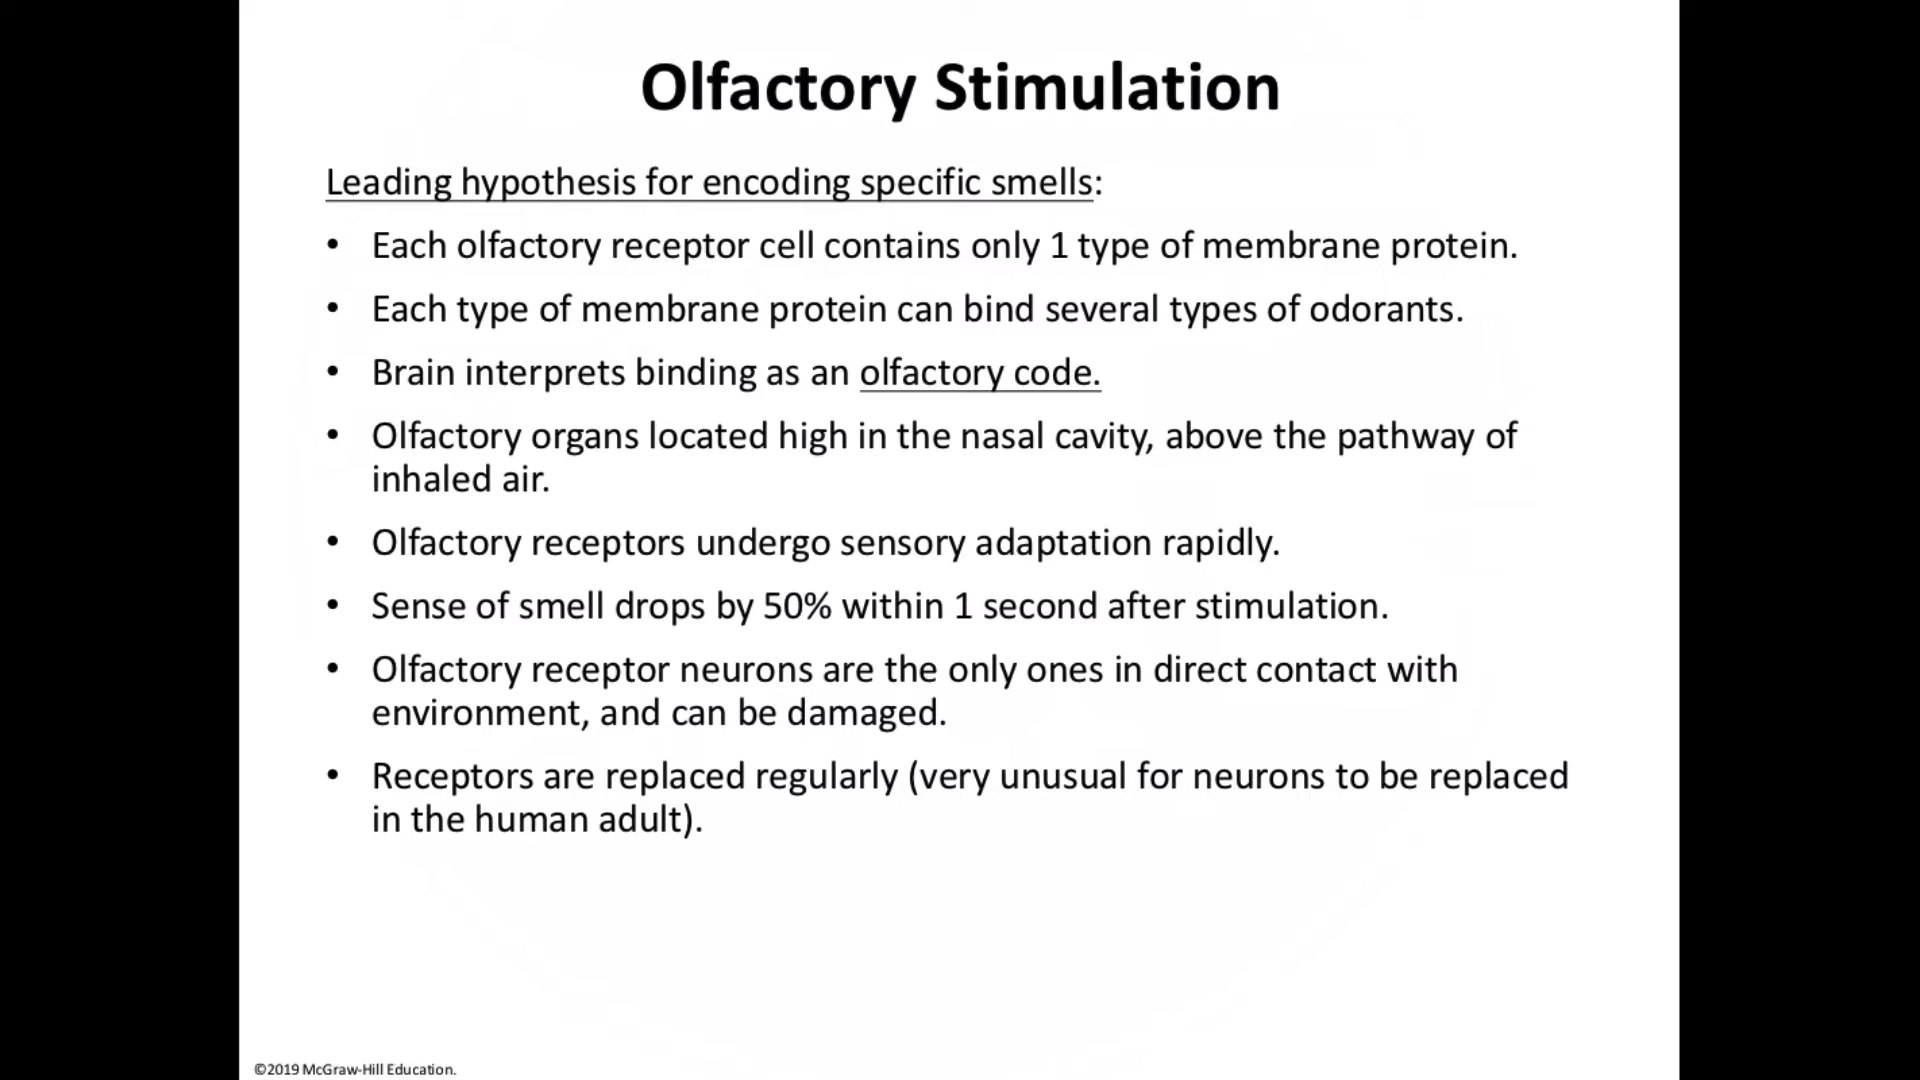 Olfactory Stimulation
Leading hypothesis for encoding specific smells:
• Each olfactory receptor cell contains only 1 type of membrane protein.
• Each type of membrane protein can bind several types of odorants.
• Brain interprets binding as an olfactory code.
• Olfactory organs located high in the nasal cavity, above the pathway of
inhaled air.
• Olfactory receptors undergo sensory adaptation rapidly.
• Sense of smell drops by 50% within 1 second after stimulation.
• Olfactory receptor neurons are the only ones in direct contact with
environment, and can be damaged.
• Receptors are replaced regularly (very unusual for neurons to be replaced
in the human adult).
©2019 McGraw-Hill Education.